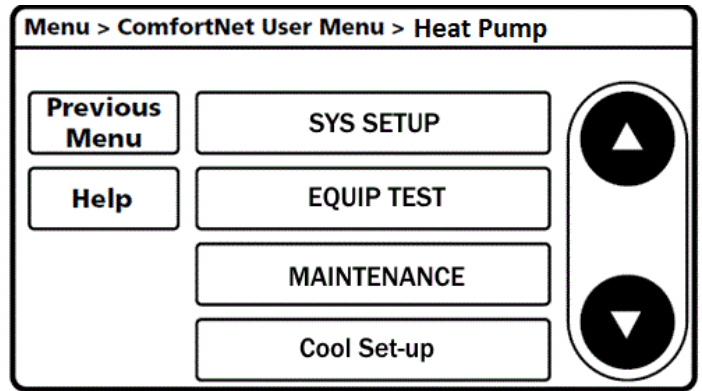 Menu > ComfortNet User Menu > Heat Pump
Previous
Menu
SYS SETUP
Help
EQUIP TEST
MAINTENANCE
Cool Set-up